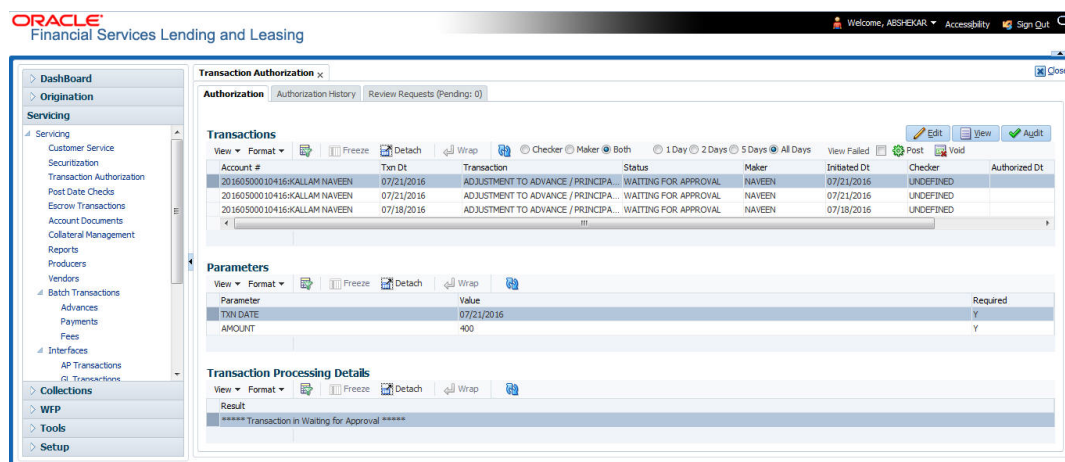 ORACLE
Financial Services Lending and Leasing
Welcome, ABSHEKAR Accessibility Sign Out
DashBoard
Origination
Servicing
Servicing
Customer Service
Securitization
Transaction Authorization
Post Date Checks
Escrow Transactions
Account Documents
Collateral Management
Reports
Producers
Vendors
Batch Transactions
Advances
Payments
Fees
Interfaces
AP Transactions
GL Transactions
Collections
WFP
Tools
Setup
Transaction Authorization
Close
Authorization Authorization History Review Requests (Pending: 0)
Transactions Edit View Audit
View Format Freeze Detach Wrap Checker Maker Both 1 Day 2 Days 5 Days All Days View Failed Post Void
Account # Txn Dt Transaction Status Maker Initiated Dt Checker Authorized Dt
20160500010416:KALLAM NAVEEN 07/21/2016 ADJUSTMENT TO ADVANCE / PRINCIPA... WAITING FOR APPROVAL NAVEEN 07/21/2016 UNDEFINED
20160500010416:KALLAM NAVEEN 07/21/2016 ADJUSTMENT TO ADVANCE / PRINCIPA... WAITING FOR APPROVAL NAVEEN 07/21/2016 UNDEFINED
20160500010416:KALLAM NAVEEN 07/18/2016 ADJUSTMENT TO ADVANCE / PRINCIPA... WAITING FOR APPROVAL NAVEEN 07/18/2016 UNDEFINED
Parameters
View Format Freeze Detach Wrap
Parameter Value Required
TXN DATE 07/21/2016 Y
AMOUNT 400 Y
Transaction Processing Details
View Format Freeze Detach Wrap
Result
***** Transaction in Waiting for Approval *****